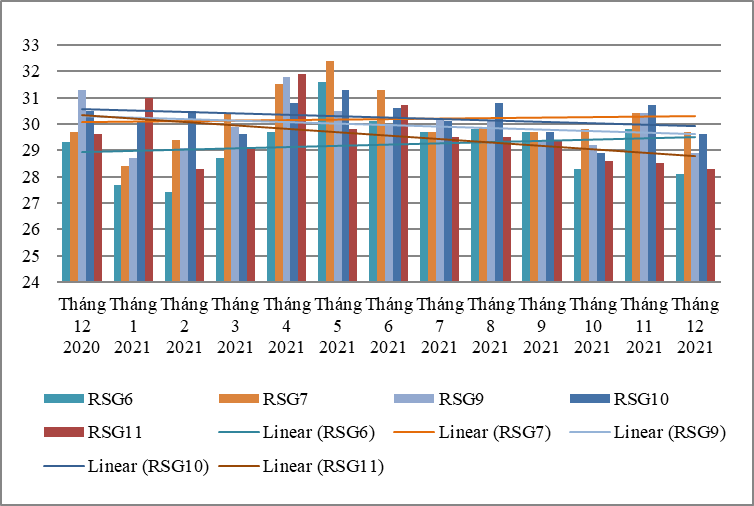 33
32
31
30
29
28
27
26
25
24
Tháng 12 2020
Tháng 1 2021
Tháng 2 2021
Tháng 3 2021
Tháng 4 2021
Tháng 5 2021
Tháng 6 2021
Tháng 7 2021
Tháng 8 2021
Tháng 9 2021
Tháng 10 2021
Tháng 11 2021
Tháng 12 2021
RSG6 RSG7 RSG9 RSG10
RSG11 Linear (RSG6) Linear (RSG7) Linear (RSG9)
Linear (RSG10) Linear (RSG11)